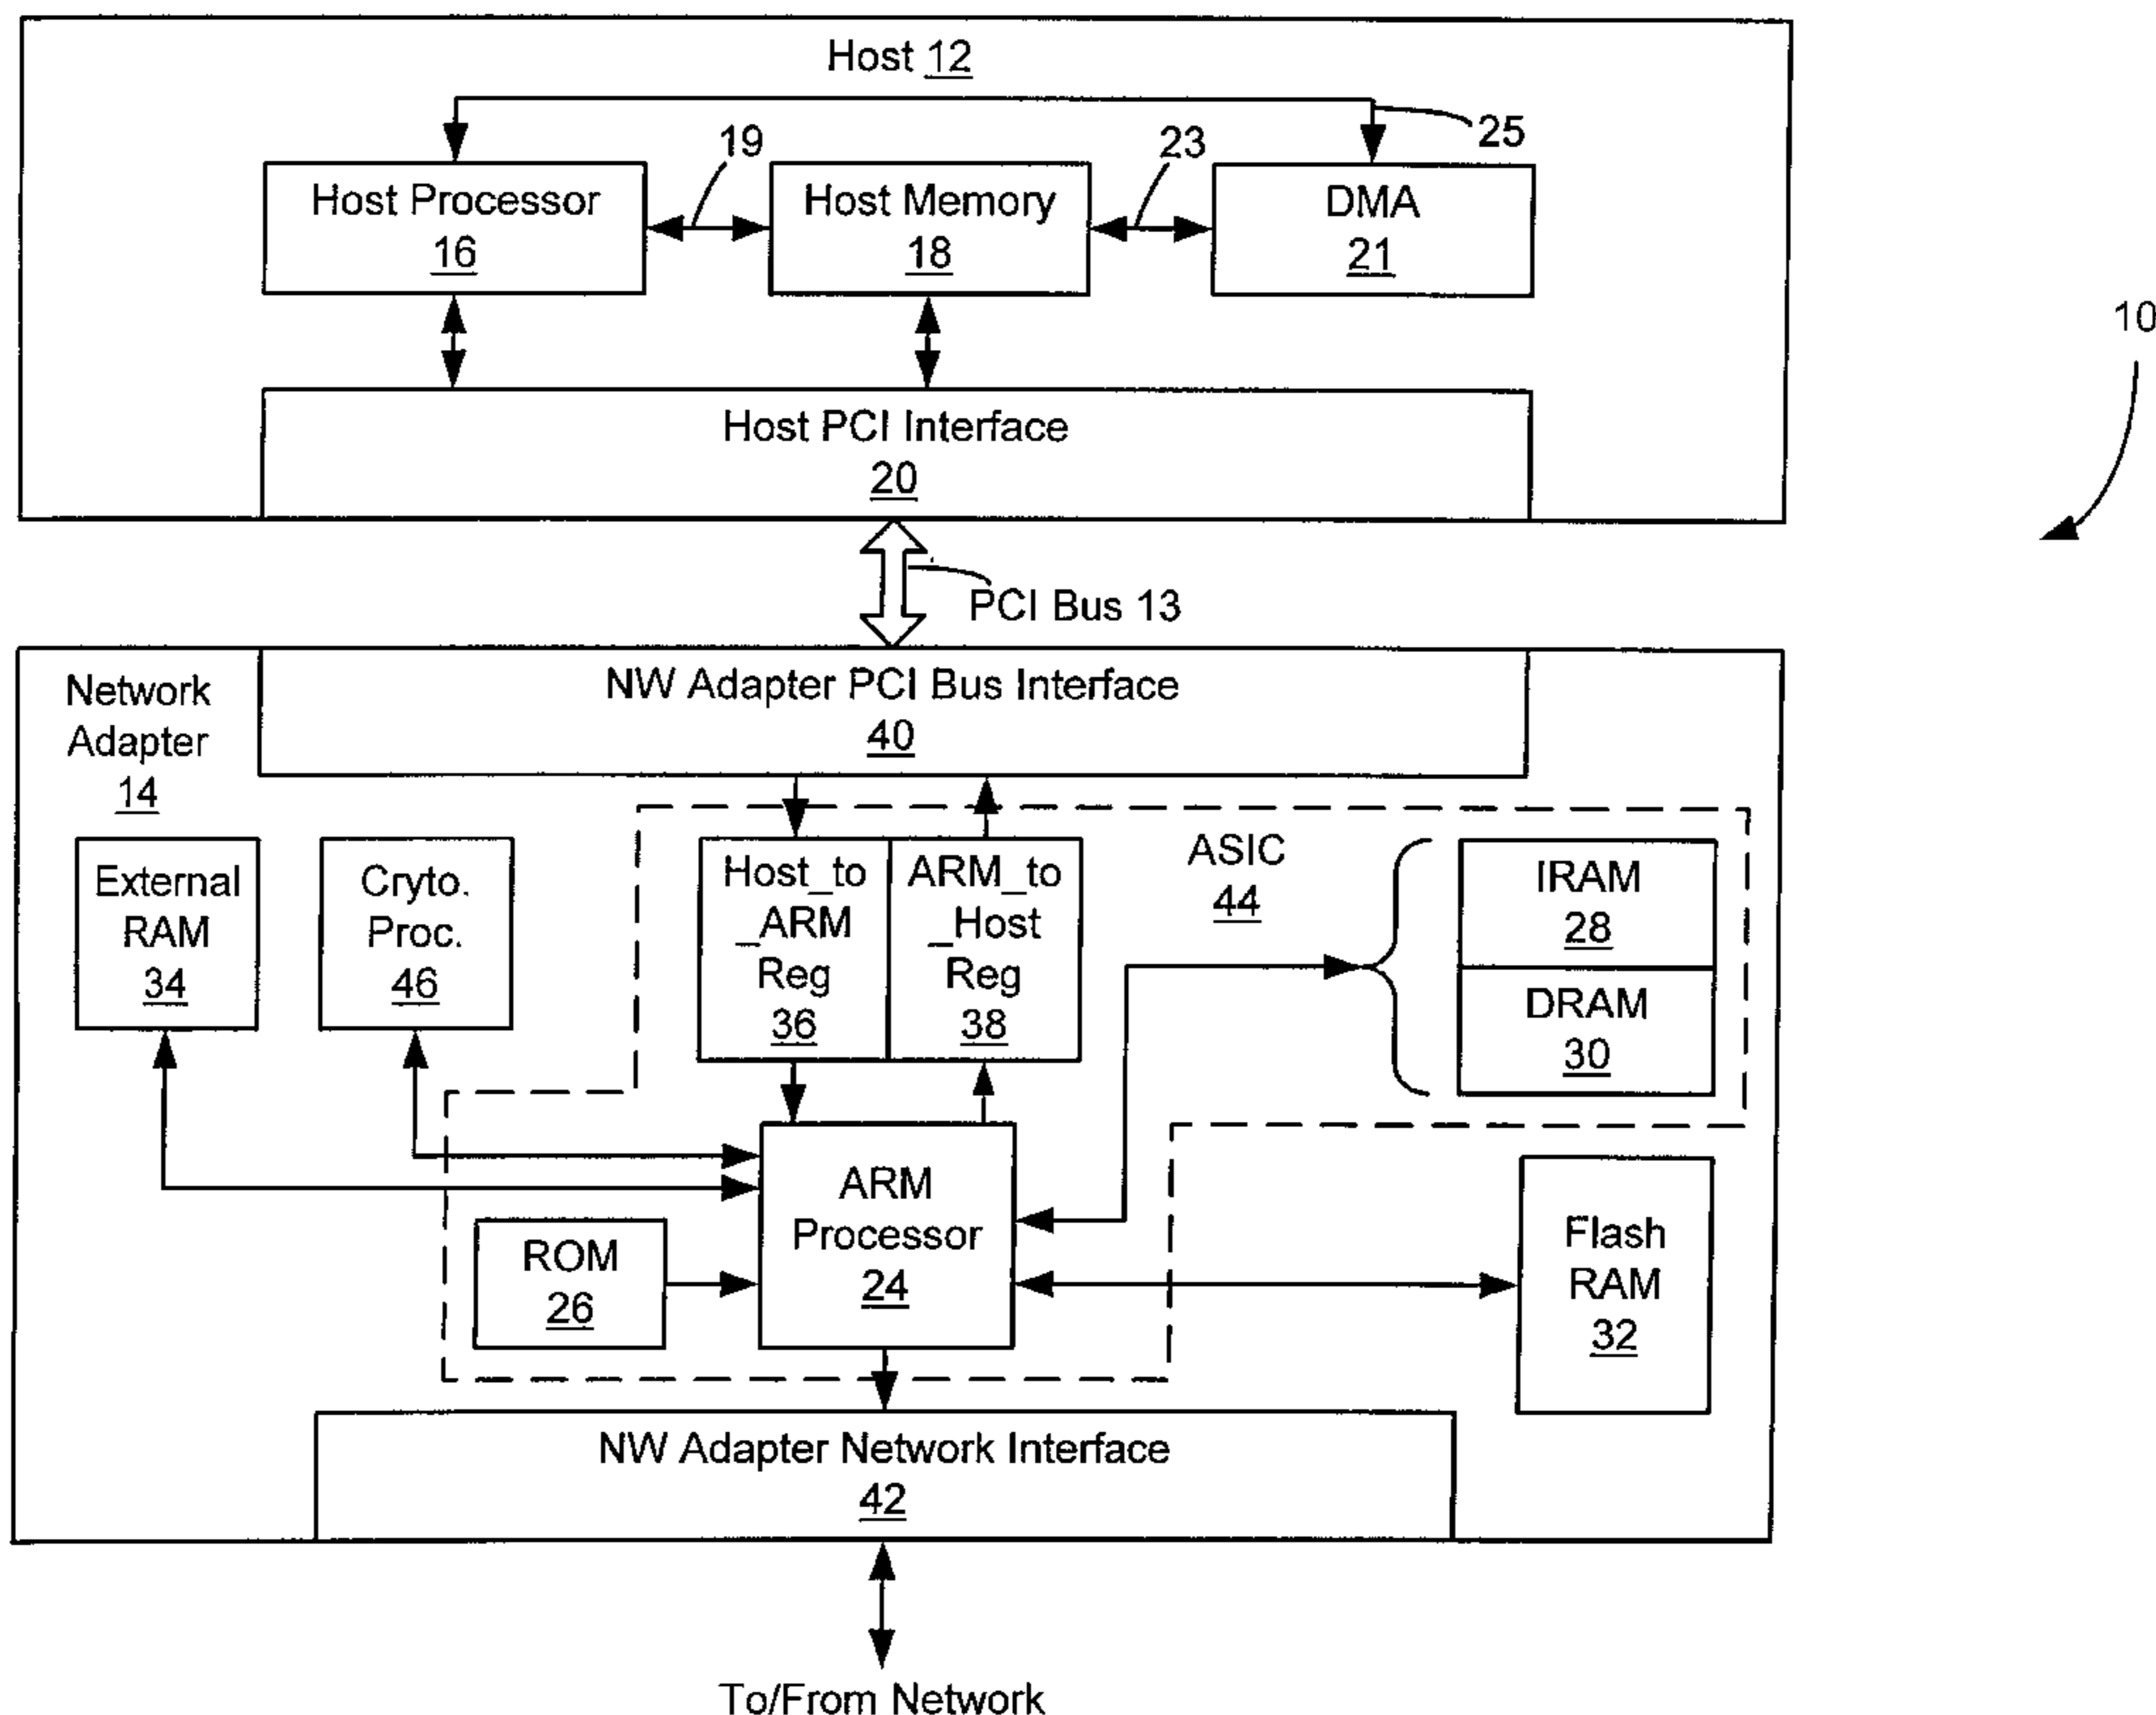 Host 12
25
19
23
Host Processor
16
Host Memory
18
DMA
21
10
Host PCI Interface
20
PCI Bus 13
Network
Adapter
14
NW Adapter PCI Bus Interface
40
External
RAM
34
Cryto.
Proc.
46
Host_to
_ARM
Reg
36
ARM_to
_Host
Reg
38
ASIC
44
IRAM
28
DRAM
30
ARM
Processor
24
ROM
26
Flash
RAM
32
NW Adapter Network Interface
42
To/From Network